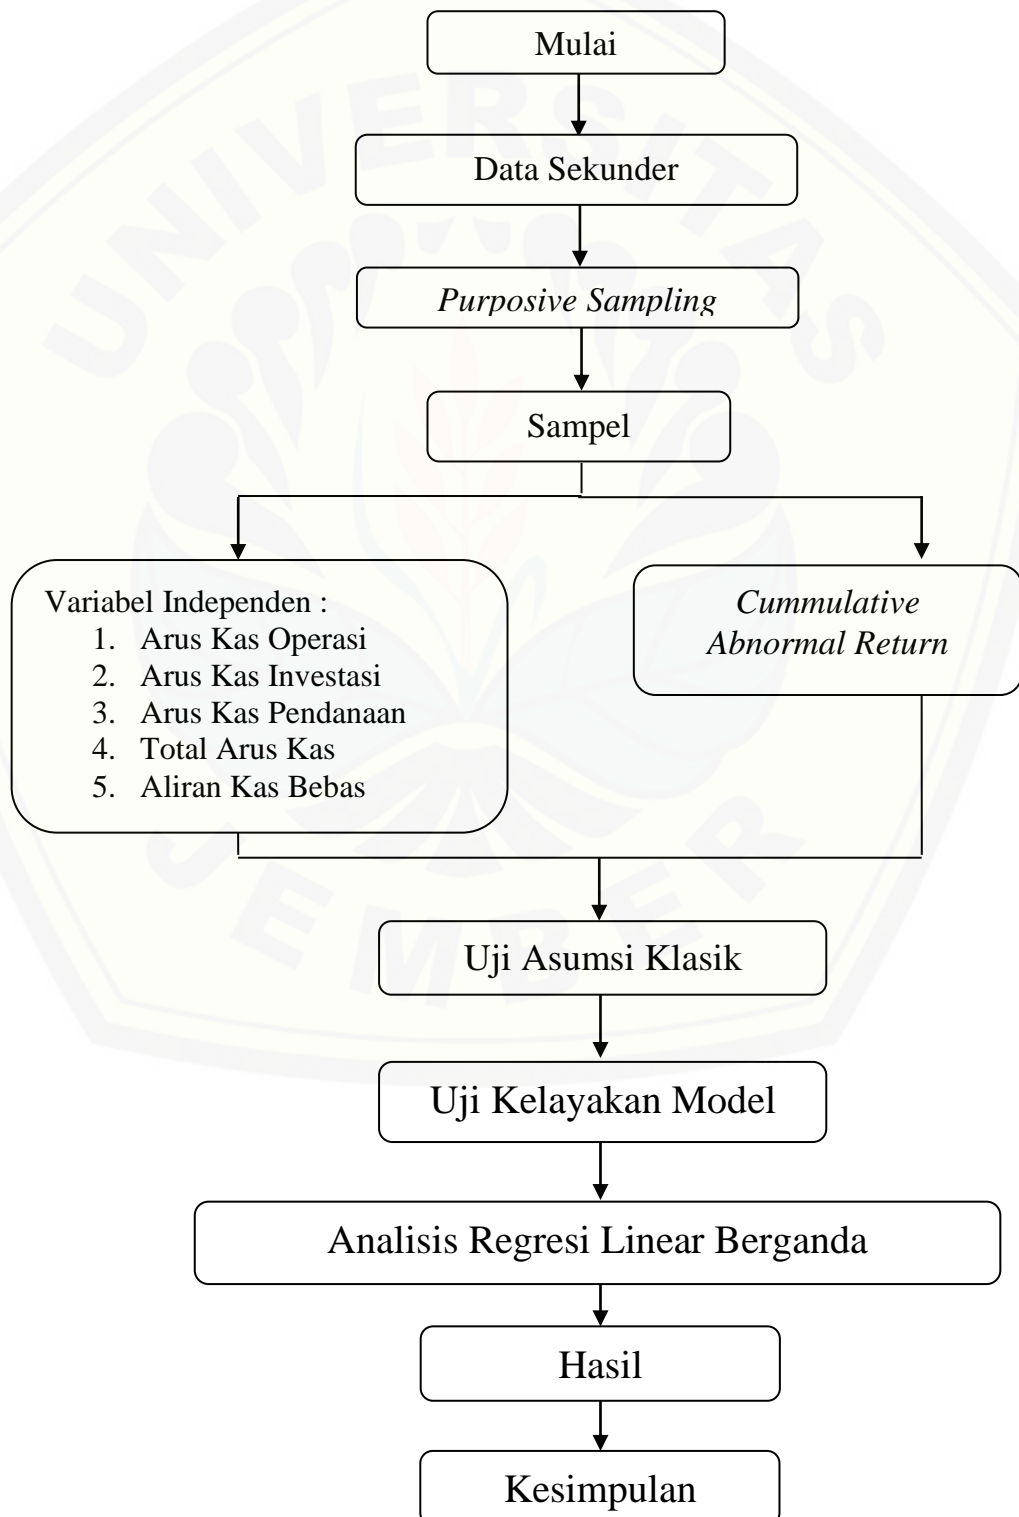 Mulai
Data Sekunder
Purposive Sampling
Sampel
Variabel Independen :
1. Arus Kas Operasi
2. Arus Kas Investasi
3. Arus Kas Pendanaan
4. Total Arus Kas
5. Aliran Kas Bebas
Cummulative
Abnormal Return
Uji Asumsi Klasik
Uji Kelayakan Model
Analisis Regresi Linear Berganda
Hasil
Kesimpulan
UNIVERSITAS
JEMBER